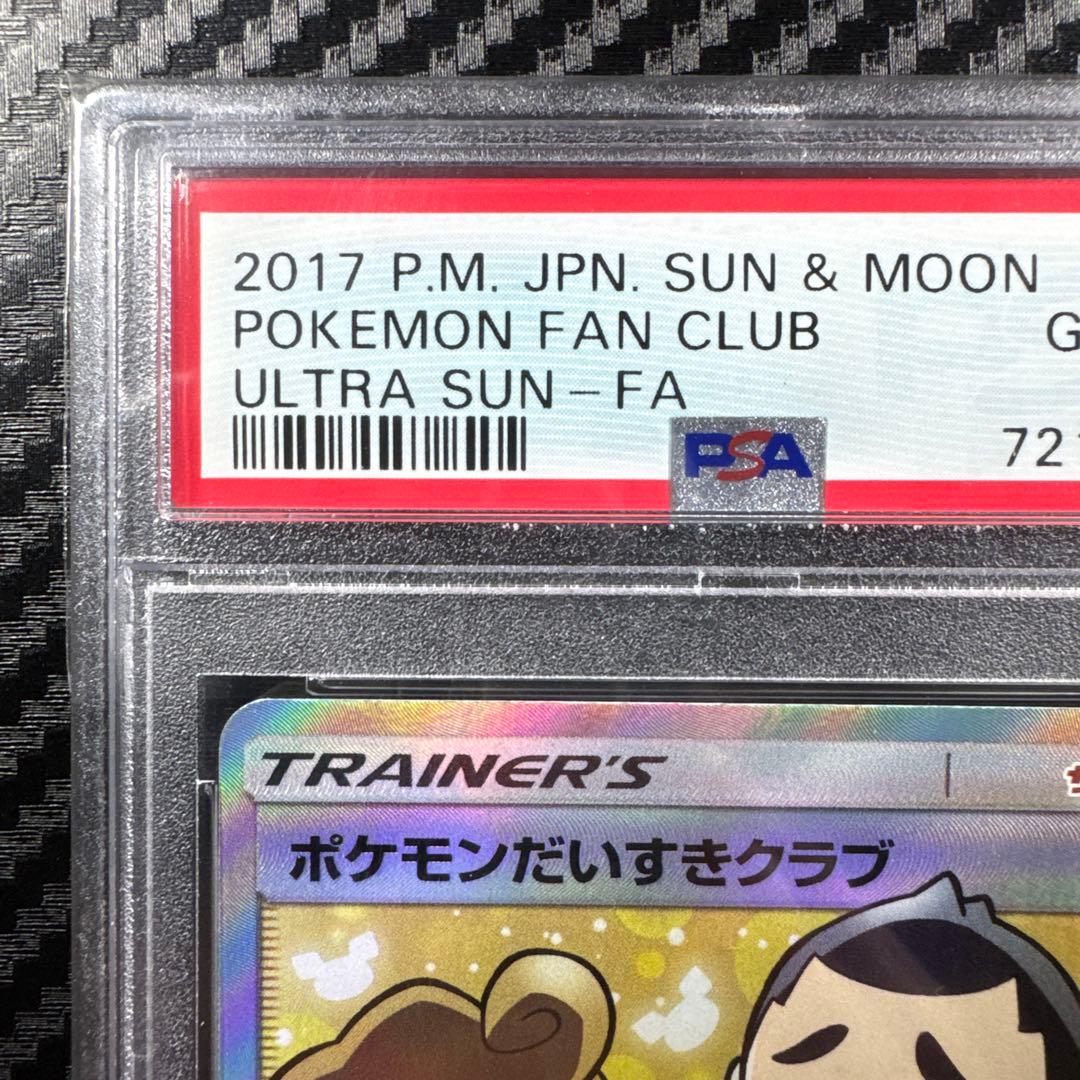 2017 P.M. JPN. SUN & MOON
POKEMON FAN CLUB G
ULTRA SUN-FA
PSA 721
TRAINER'S
ポケモンだいすきクラブ